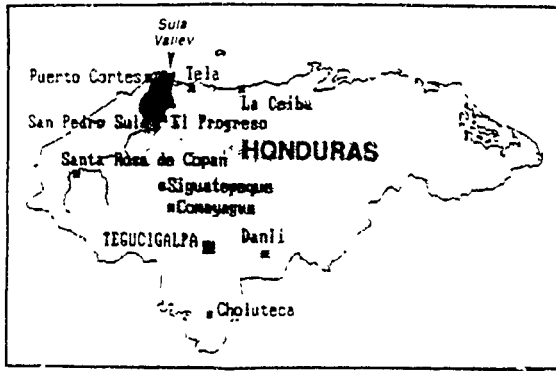 Sula
Valley
Puerto Cortes
Tela
La Ceiba
San Pedro Sula
El Progreso
HONDURAS
Santa Rosa de Copan
Siguatepeque
Comayagua
TEGUCIGALPA
Danli
Choluteca